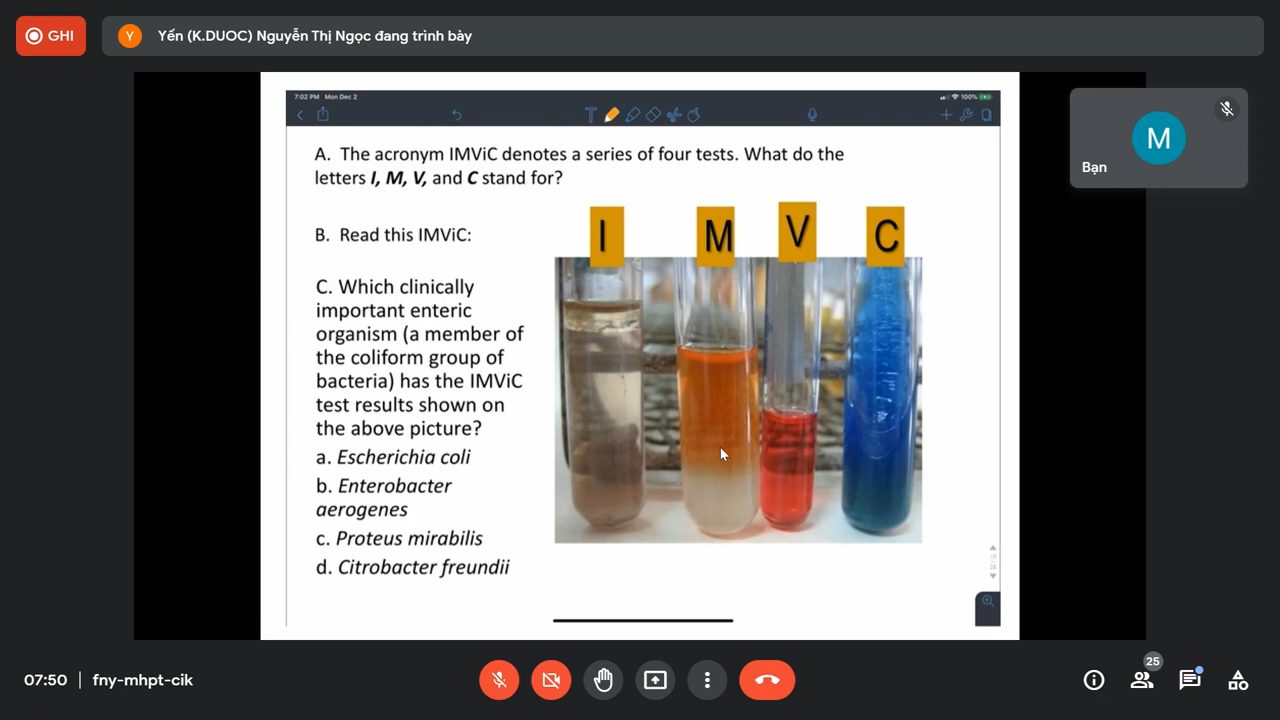 GHI
Y
Yến (K.DUOC) Nguyễn Thị Ngọc đang trình bày
7:02 PM Mon Dec 2
100%
A. The acronym IMViC denotes a series of four tests. What do the
letters I, M, V, and C stand for?
B. Read this IMViC:
I M V C
C. Which clinically
important enteric
organism (a member of
the coliform group of
bacteria) has the IMViC
test results shown on
the above picture?
a. Escherichia coli
b. Enterobacter
aerogenes
c. Proteus mirabilis
d. Citrobacter freundii
M
Bạn
07:50 | fny-mhpt-cik
25